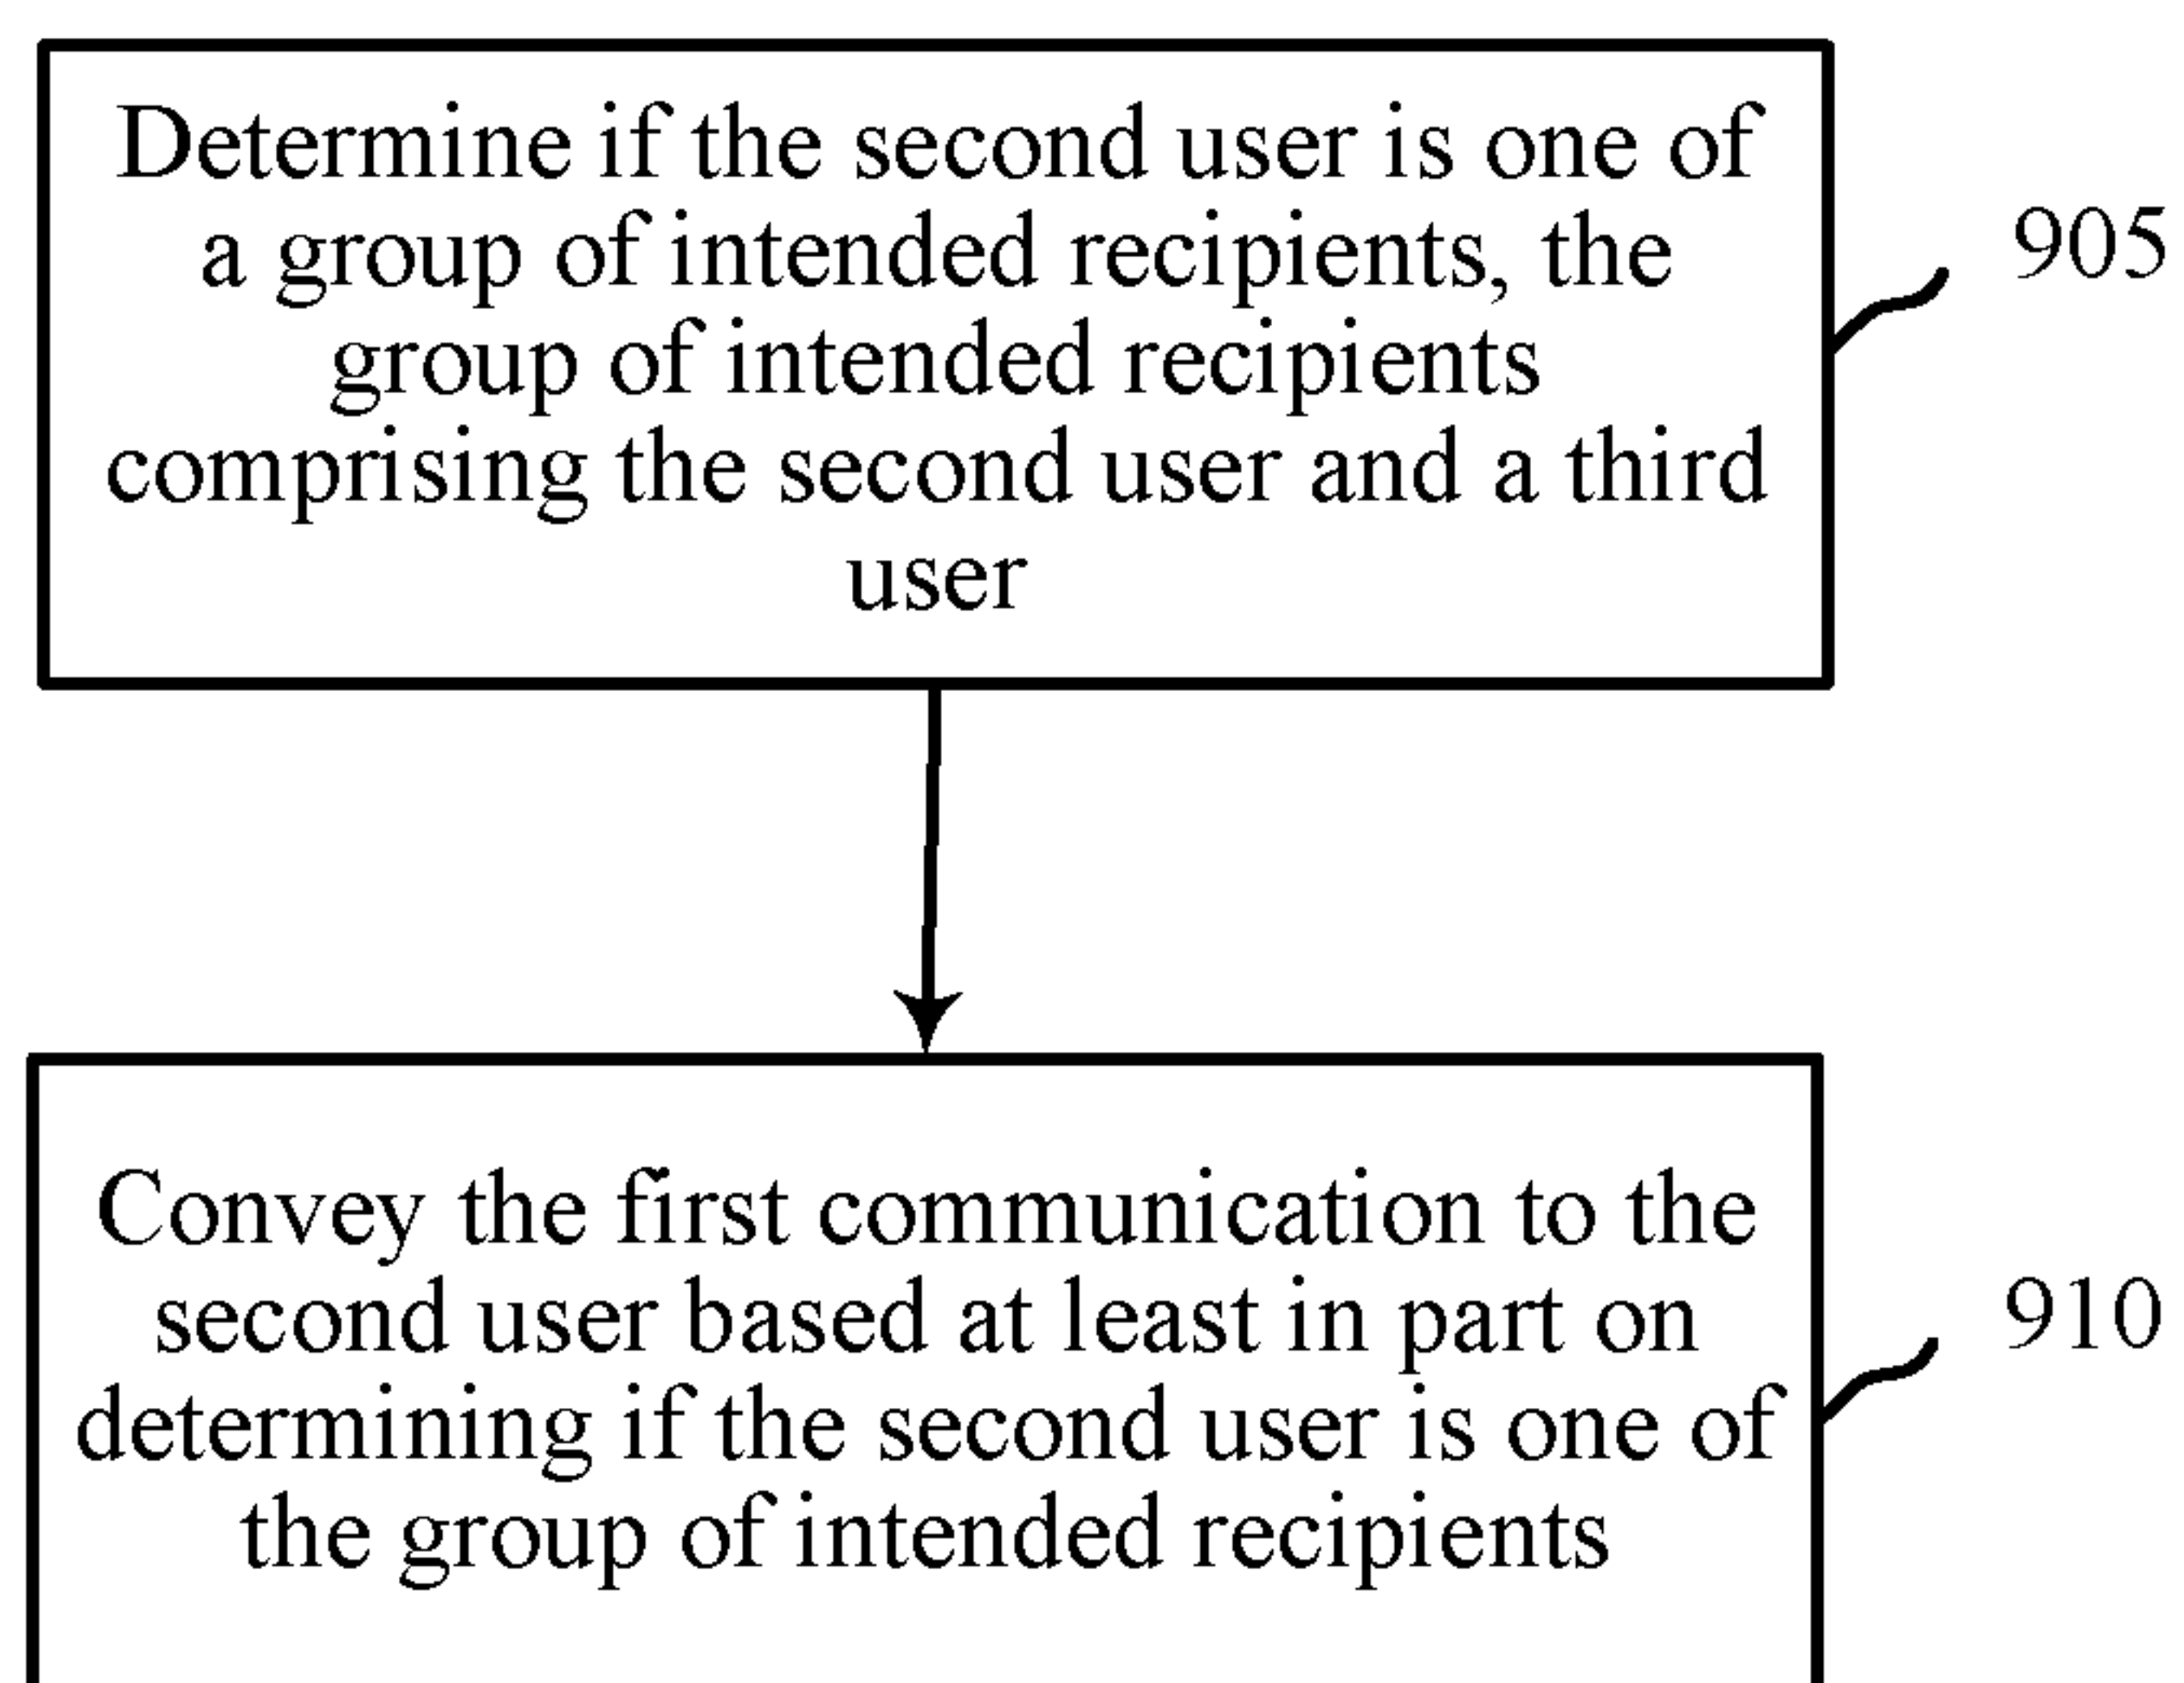 Determine if the second user is one of
a group of intended recipients, the
group of intended recipients
comprising the second user and a third
user
905
Convey the first communication to the
second user based at least in part on
determining if the second user is one of
the group of intended recipients
910